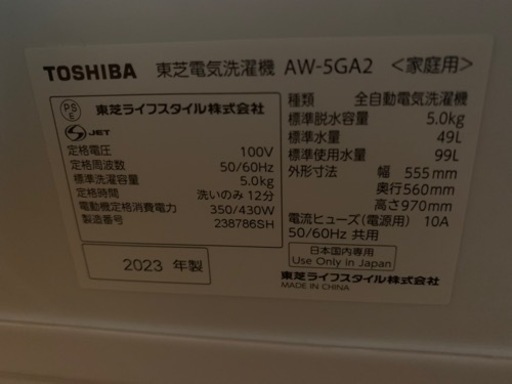 TOSHIBA 東芝電気洗濯機 AW-5GA2 <家庭用>
PS E 東芝ライフスタイル株式会社
S JET
定格電圧 100V
定格周波数 50/60Hz
標準洗濯容量 5.0kg
定格時間 洗いのみ 12分
電動機定格消費電力 350/430W
製造番号 238786SH
2023 年製
種類 全自動電気洗濯機
標準脱水容量 5.0kg
標準水量 49L
標準使用水量 99L
外形寸法 幅 555mm
奥行560mm
高さ970mm
電流ヒューズ(電源用) 10A
50/60Hz 共用
日本国内専用
Use Only in Japan
東芝ライフスタイル株式会社
MADE IN CHINA